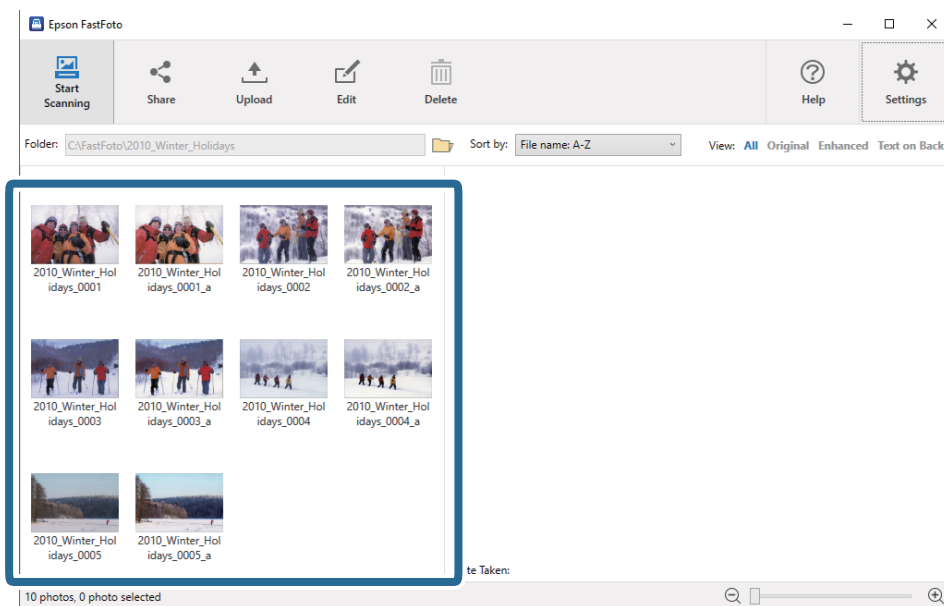 Epson FastFoto
Start
Scanning
Share
Upload
Edit
Delete
Help
Settings
Folder: C:\FastFoto\2010_Winter_Holidays
Sort by: File name: A-Z
View: All Original Enhanced Text on Back
2010_Winter_Hol
idays_0001
2010_Winter_Hol
idays_0001_a
2010_Winter_Hol
idays_0002
2010_Winter_Hol
idays_0002_a
2010_Winter_Hol
idays_0003
2010_Winter_Hol
idays_0003_a
2010_Winter_Hol
idays_0004
2010_Winter_Hol
idays_0004_a
2010_Winter_Hol
idays_0005
2010_Winter_Hol
idays_0005_a
te Taken:
10 photos, 0 photo selected